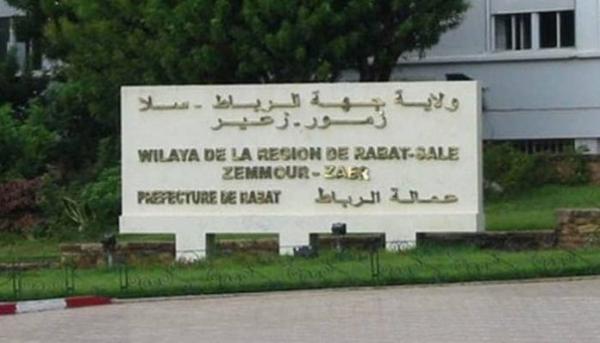 ولاية جهة الرباط - سلا
زمور - زعير
WILAYA DE LA REGION DE RABAT-SALE
ZEMMOUR - ZAER
PREFECTURE DE RABAT عمالة الرباط